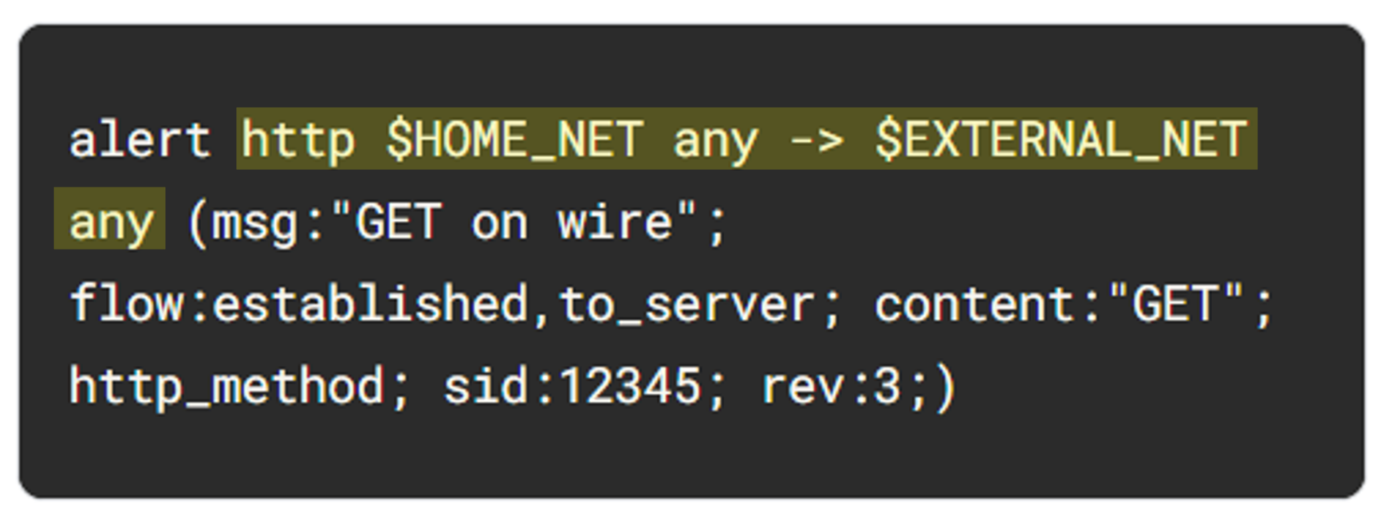 alert http $HOME_NET any -> $EXTERNAL_NET
any (msg:"GET on wire";
flow:established,to_server; content:"GET";
http_method; sid:12345; rev:3;)